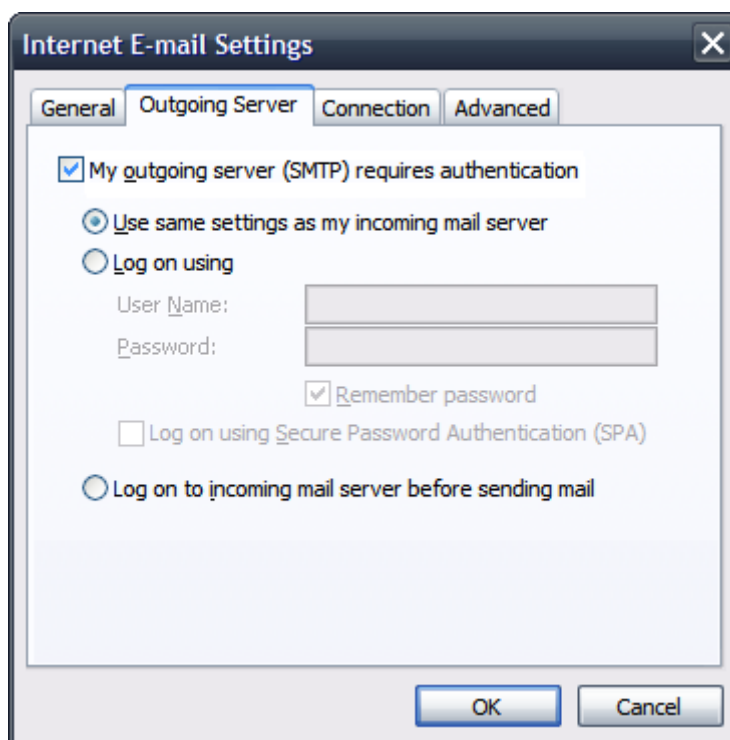 Internet E-mail Settings
General Outgoing Server Connection Advanced
My outgoing server (SMTP) requires authentication
Use same settings as my incoming mail server
Log on using
User Name:
Password:
Remember password
Log on using Secure Password Authentication (SPA)
Log on to incoming mail server before sending mail
OK Cancel